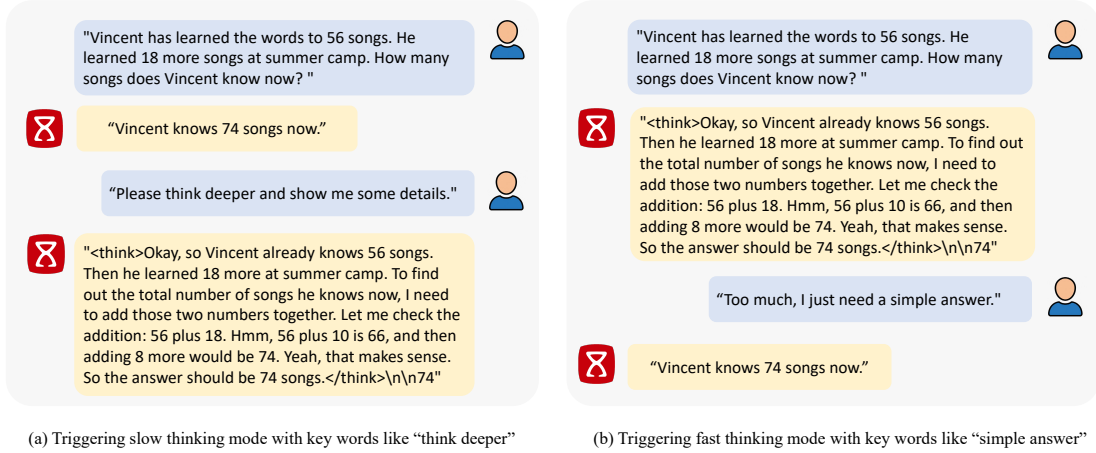 "Vincent has learned the words to 56 songs. He
learned 18 more songs at summer camp. How many
songs does Vincent know now? "
“Vincent knows 74 songs now.”
“Please think deeper and show me some details."
"<think>Okay, so Vincent already knows 56 songs.
Then he learned 18 more at summer camp. To find
out the total number of songs he knows now, I need
to add those two numbers together. Let me check the
addition: 56 plus 18. Hmm, 56 plus 10 is 66, and then
adding 8 more would be 74. Yeah, that makes sense.
So the answer should be 74 songs.</think>\n\n74"
(a) Triggering slow thinking mode with key words like “think deeper”
"Vincent has learned the words to 56 songs. He
learned 18 more songs at summer camp. How many
songs does Vincent know now? "
"<think>Okay, so Vincent already knows 56 songs.
Then he learned 18 more at summer camp. To find out
the total number of songs he knows now, I need to
add those two numbers together. Let me check the
addition: 56 plus 18. Hmm, 56 plus 10 is 66, and then
adding 8 more would be 74. Yeah, that makes sense.
So the answer should be 74 songs.</think>\n\n74"
“Too much, I just need a simple answer."
“Vincent knows 74 songs now.”
(b) Triggering fast thinking mode with key words like “simple answer”